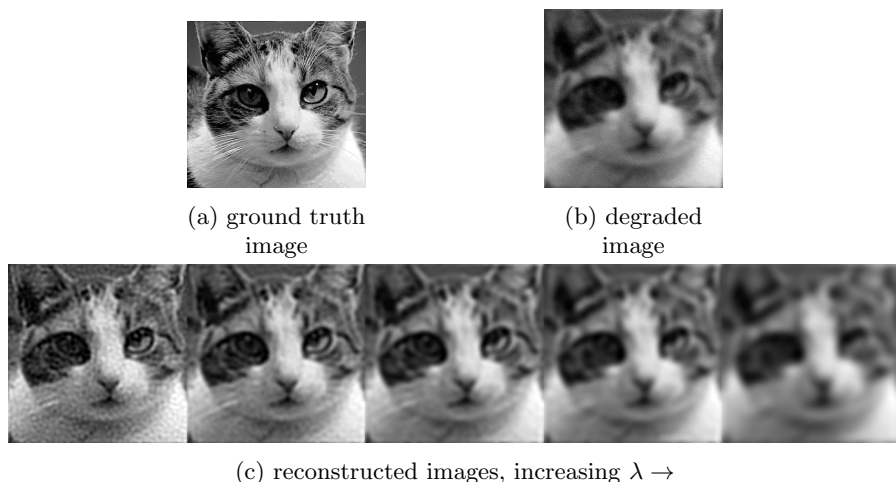 (a) ground truth
image
(b) degraded
image
(c) reconstructed images, increasing λ →